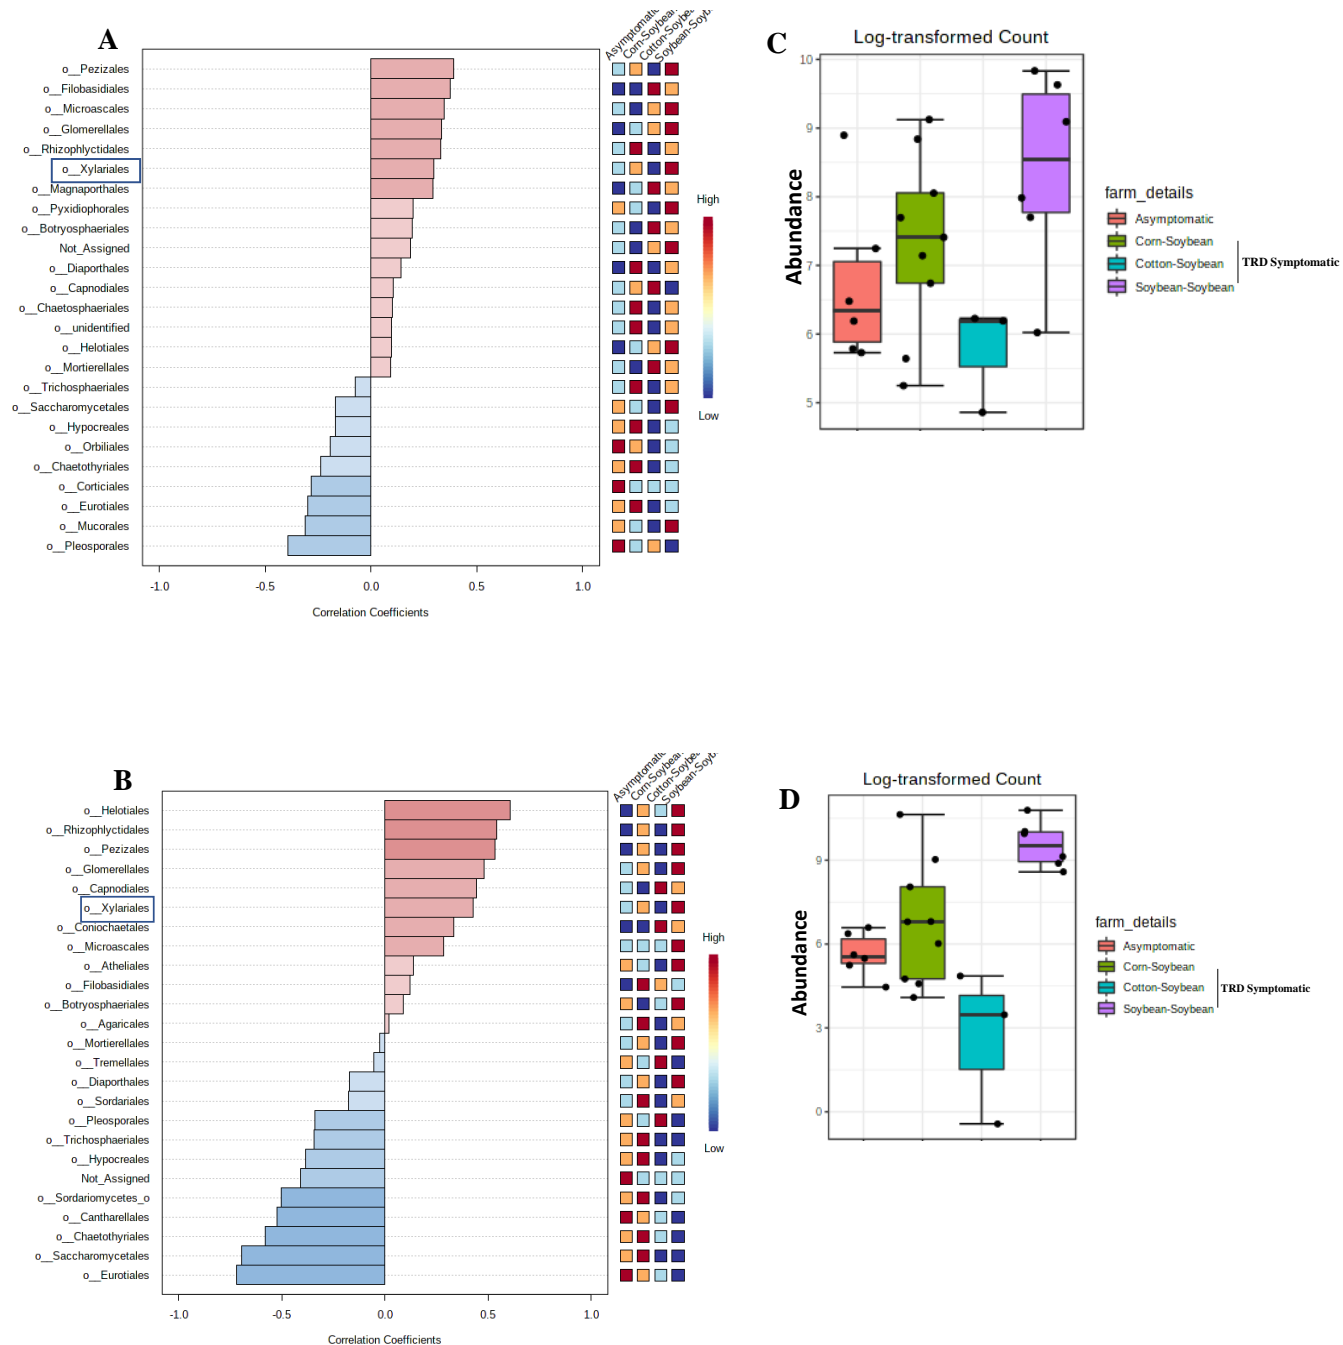 A
Asymptomatic
Corn-Soybean
o__Pezizales
o__Filobasidiales
o__Microascales
o__Glomerellales
o__Rhizophlyctidales
o__Xylariales
o__Magnaporthales
o__Pyxidiophorales
o__Botryosphaeriales
Not_Assigned
o__Diaporthales
o__Capnodiales
o__Chaetosphaeriales
o__unidentified
o__Helotiales
o__Mortierellales
o__Trichosphaeriales
o__Saccharomycetales
o__Hypocreales
o__Orbiliales
o__Chaetothyriales
o__Corticiales
o__Eurotiales
o__Mucorales
o__Pleosporales
-1.0 -0.5 0.0 0.5 1.0
Correlation Coefficients
High
Low
C
Log-transformed Count
Abundance
10
9
8
7
6
5
farm_details
Asymptomatic
Corn-Soybean
Cotton-Soybean
Soybean-Soybean
TRD Symptomatic
B
Asymptomatic
Corn-Soybean
o__Helotiales
o__Rhizophlyctidales
o__Pezizales
o__Glomerellales
o__Capnodiales
o__Xylariales
o__Coniochaetales
o__Microascales
o__Atheliales
o__Filobasidiales
o__Botryosphaeriales
o__Agaricales
o__Mortierellales
o__Tremellales
o__Diaporthales
o__Sordariales
o__Pleosporales
o__Trichosphaeriales
o__Hypocreales
Not_Assigned
o__Sordariomycetes_o
o__Cantharellales
o__Chaetothyriales
o__Saccharomycetales
o__Eurotiales
-1.0 -0.5 0.0 0.5 1.0
Correlation Coefficients
High
Low
D
Log-transformed Count
Abundance
9
6
3
0
farm_details
Asymptomatic
Corn-Soybean
Cotton-Soybean
Soybean-Soybean
TRD Symptomatic